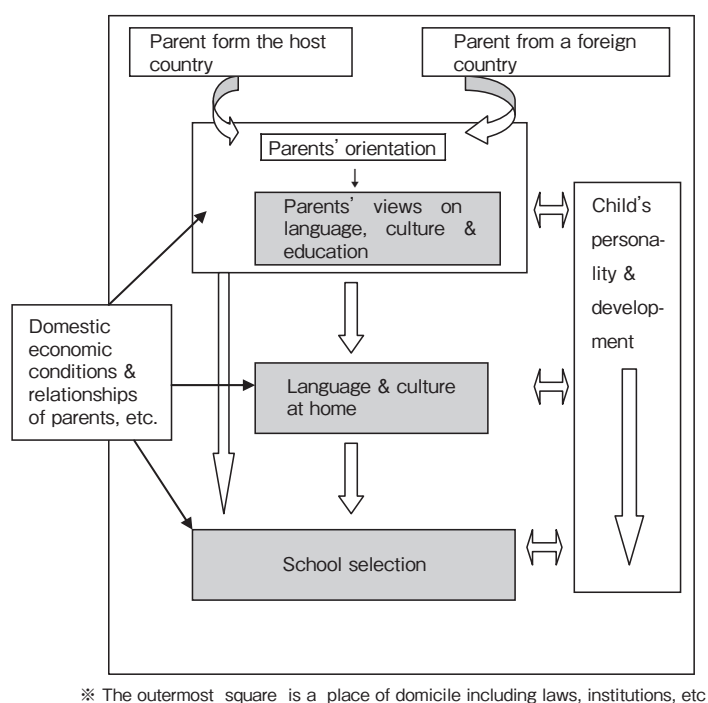 Parent form the host
country
Parent from a foreign
country
Parents' orientation
Parents' views on
language, culture &
education
Child's
persona-
lity &
develop-
ment
Domestic
economic
conditions &
relationships
of parents, etc.
Language & culture
at home
School selection
※ The outermost square is a place of domicile including laws, institutions, etc